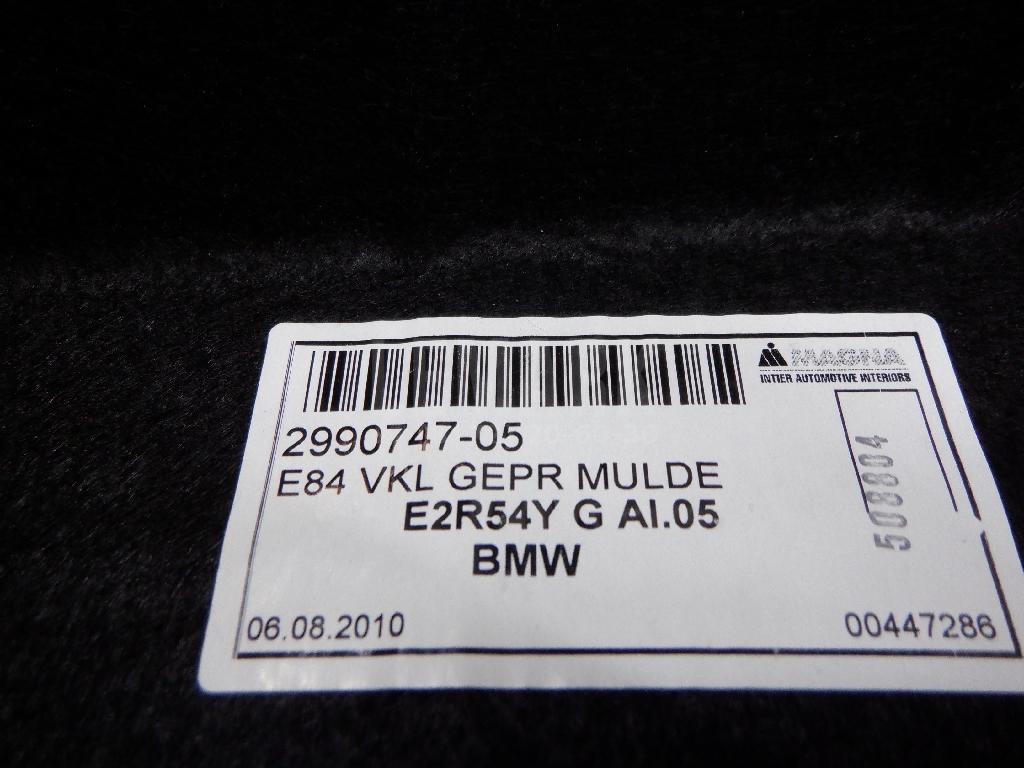 MAGNA
INTIER AUTOMOTIVE INTERIORS
2990747-05
E84 VKL GEPR MULDE
E2R54Y G AI.05
BMW
508804
06.08.2010
00447286